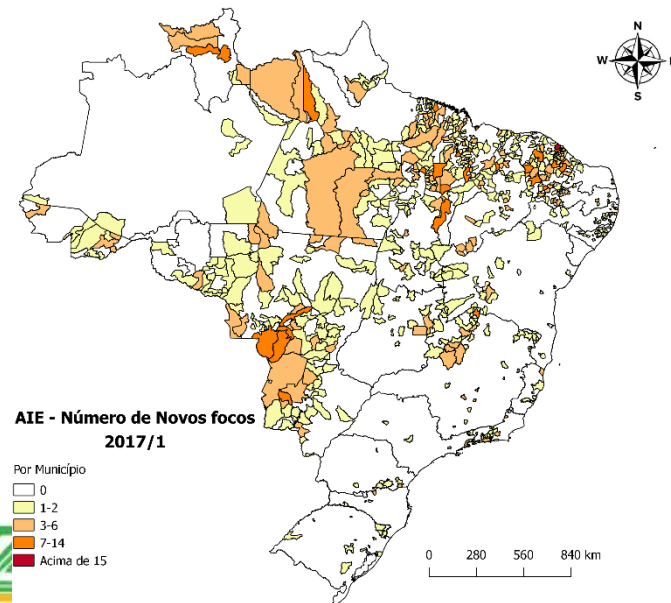 N
W
S
AIE - Número de Novos focos
2017/1
Por Município
0
1-2
3-6
7-14
Acima de 15
0 280 560 840 km